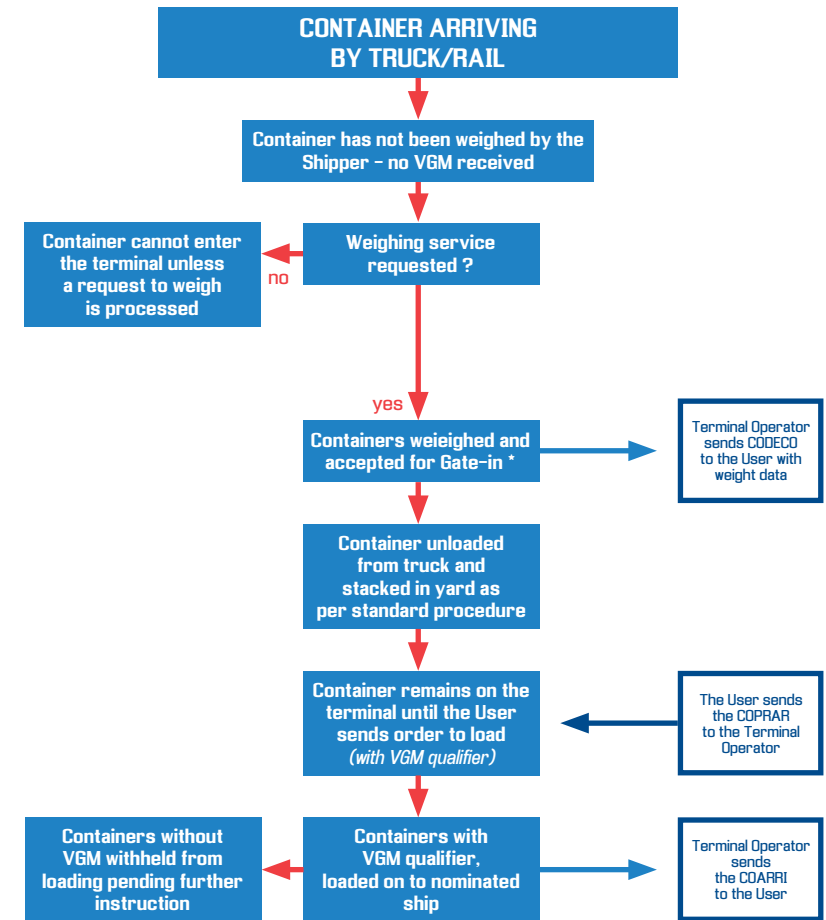 CONTAINER ARRIVING
BY TRUCK/RAIL
Container has not been weighed by the
Shipper – no VGM received
Container cannot enter
the terminal unless
a request to weigh
is processed
no
Weighing service
requested ?
yes
Containers weieighed and
accepted for Gate-in *
Terminal Operator
sends CODECO
to the User with
weight data
Container unloaded
from truck and
stacked in yard as
per standard procedure
Container remains on the
terminal until the User
sends order to load
(with VGM qualifier)
The User sends
the COPRAR
to the Terminal
Operator
Containers without
VGM withheld from
loading pending further
instruction
Containers with
VGM qualifier,
loaded on to nominated
ship
Terminal Operator
sends
the COARRI
to the User